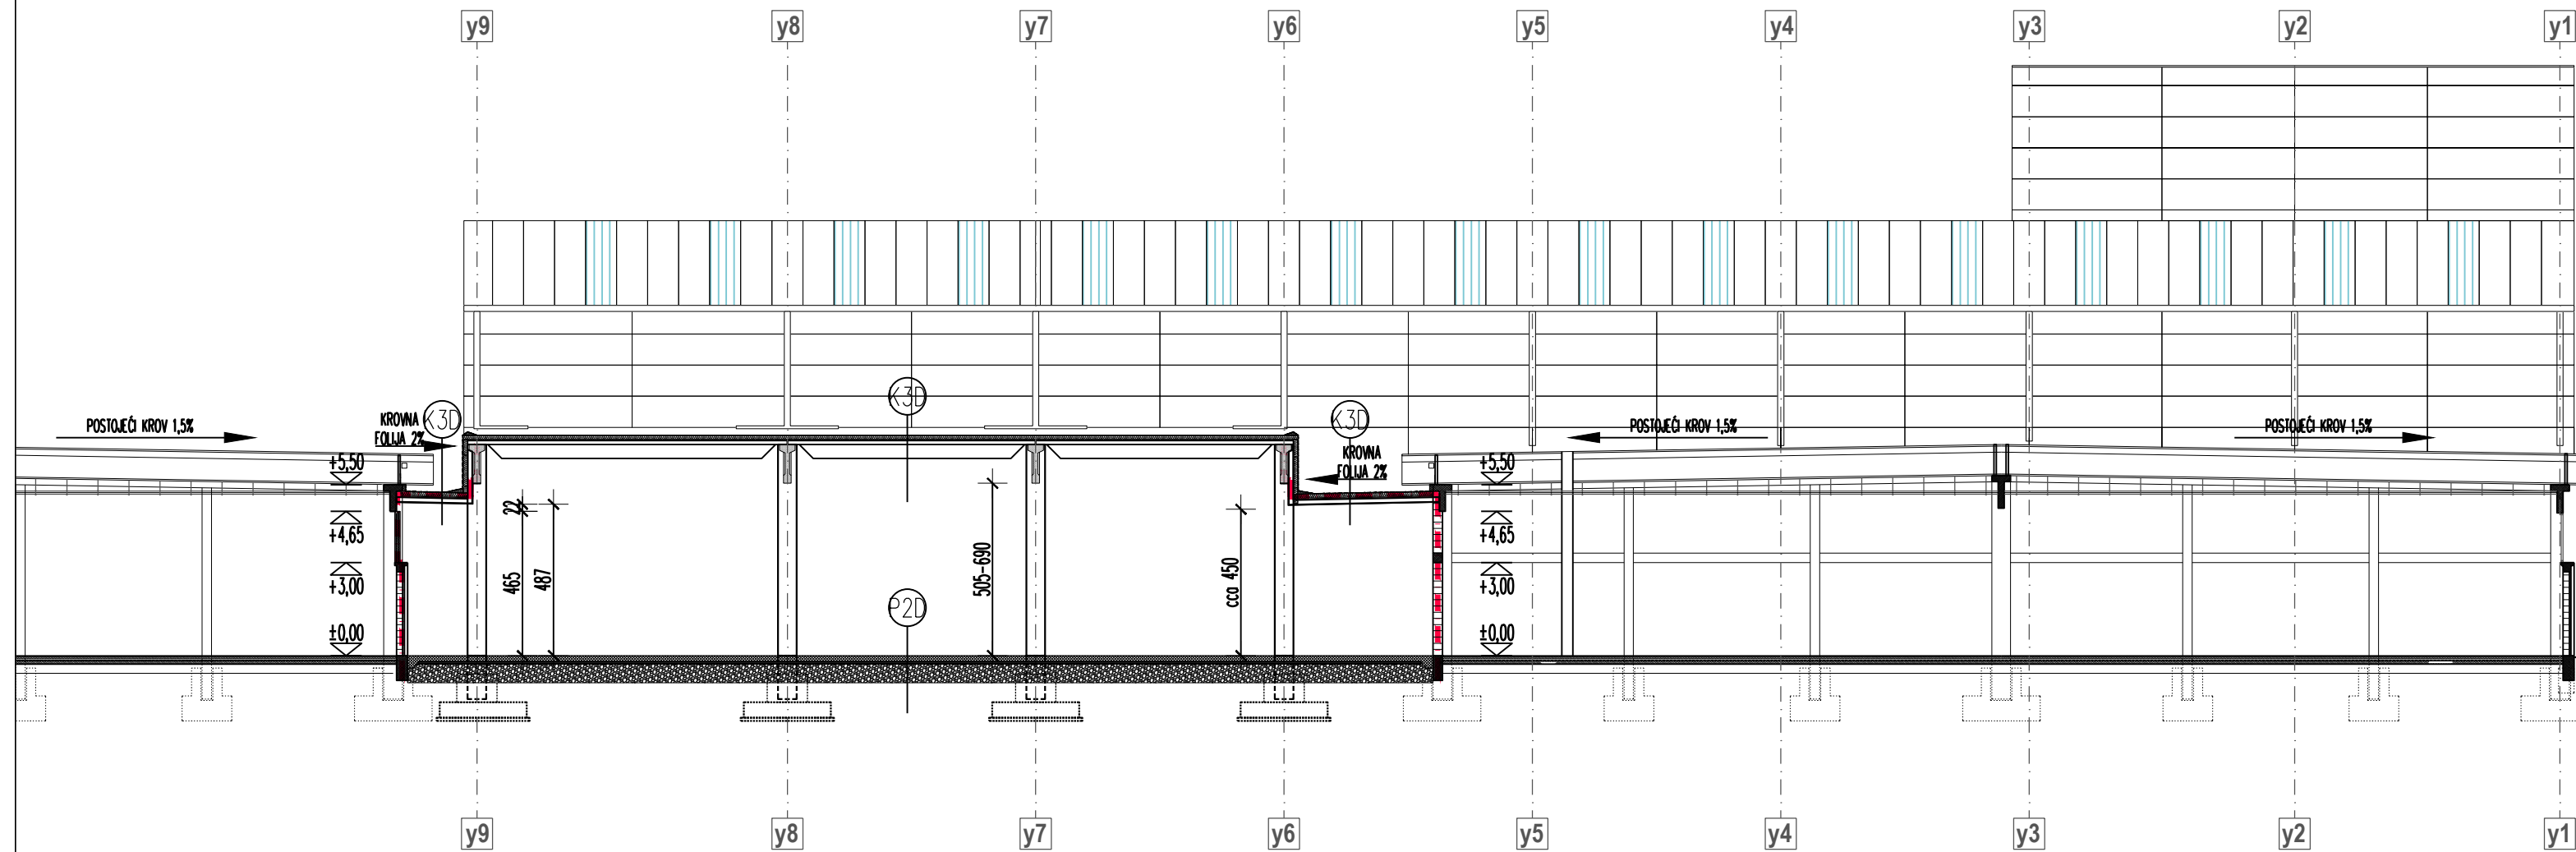 y9
y8
y7
y6
y5
y4
y3
y2
y1
POSTOJEĆI KROV 1,5%
KROVNA
FOLIJA 2%
K3D
K3D
K3D
KROVNA
FOLIJA 2%
POSTOJEĆI KROV 1,5%
POSTOJEĆI KROV 1,5%
+5,50
+4,65
+3,00
±0,00
22
465
487
505-690
cca 450
P2D
+5,50
+4,65
+3,00
±0,00
y9
y8
y7
y6
y5
y4
y3
y2
y1